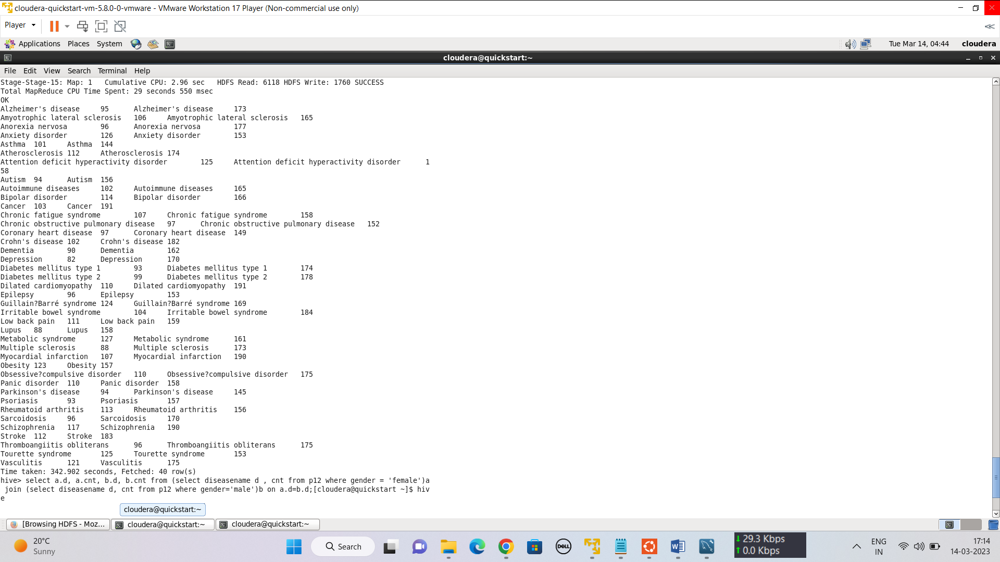 cloudera-quickstart-vm-5.8.0-0-vmware - VMware Workstation 17 Player (Non-commercial use only)
Player
Applications Places System Tue Mar 14, 04:44 cloudera
cloudera@quickstart:~
File Edit View Search Terminal Help
Stage-Stage-15: Map: 1   Cumulative CPU: 2.96 sec   HDFS Read: 6118 HDFS Write: 1760 SUCCESS
Total MapReduce CPU Time Spent: 29 seconds 550 msec
OK
Alzheimer's disease     95      Alzheimer's disease     173
Amyotrophic lateral sclerosis   106     Amyotrophic lateral sclerosis   165
Anorexia nervosa        96      Anorexia nervosa        177
Anxiety disorder        126     Anxiety disorder        153
Asthma  101     Asthma  144
Atherosclerosis 112     Atherosclerosis 174
Attention deficit hyperactivity disorder        125     Attention deficit hyperactivity disorder      1
58
Autism  94      Autism  156
Autoimmune diseases     102     Autoimmune diseases     165
Bipolar disorder        114     Bipolar disorder        166
Cancer  103     Cancer  191
Chronic fatigue syndrome        107     Chronic fatigue syndrome        158
Chronic obstructive pulmonary disease   97      Chronic obstructive pulmonary disease   152
Coronary heart disease  97      Coronary heart disease  149
Crohn's disease 102     Crohn's disease 182
Dementia        90      Dementia        162
Depression      82      Depression      170
Diabetes mellitus type 1        93      Diabetes mellitus type 1        174
Diabetes mellitus type 2        99      Diabetes mellitus type 2        178
Dilated cardiomyopathy  110     Dilated cardiomyopathy  191
Epilepsy        96      Epilepsy        153
Guillain?Barré syndrome 124     Guillain?Barré syndrome 169
Irritable bowel syndrome        104     Irritable bowel syndrome        184
Low back pain   111     Low back pain   159
Lupus   88      Lupus   158
Metabolic syndrome      127     Metabolic syndrome      161
Multiple sclerosis      88      Multiple sclerosis      173
Myocardial infarction   107     Myocardial infarction   190
Obesity 123     Obesity 157
Obsessive?compulsive disorder   110     Obsessive?compulsive disorder   175
Panic disorder  110     Panic disorder  158
Parkinson's disease     94      Parkinson's disease     145
Psoriasis       93      Psoriasis       157
Rheumatoid arthritis    113     Rheumatoid arthritis    156
Sarcoidosis     96      Sarcoidosis     170
Schizophrenia   117     Schizophrenia   190
Stroke  112     Stroke  183
Thromboangiitis obliterans      96      Thromboangiitis obliterans      175
Tourette syndrome       125     Tourette syndrome       153
Vasculitis      121     Vasculitis      175
Time taken: 342.902 seconds, Fetched: 40 row(s)
hive> select a.d, a.cnt, b.d, b.cnt from (select diseasename d , cnt from p12 where gender = 'female')a
 join (select diseasename d, cnt from p12 where gender='male')b on a.d=b.d;[cloudera@quickstart ~]$ hiv
e
cloudera@quickstart:~
[Browsing HDFS - Moz... cloudera@quickstart:~ cloudera@quickstart:~
20°C
Sunny
Search
DELL
29.3 Kbps
0.0 Kbps
ENG
IN
17:14
14-03-2023